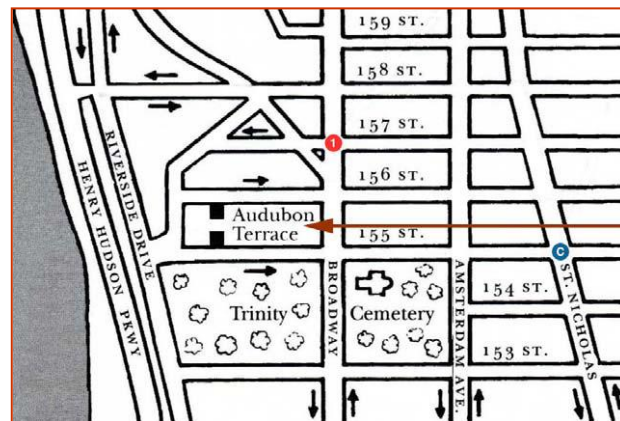 159 ST.
158 ST.
157 ST.
1
156 ST.
Audubon
Terrace
155 ST.
C
RIVERSIDE DRIVE
HENRY HUDSON PKWY
BROADWAY
AMSTERDAM AVE.
ST. NICHOLAS
154 ST.
Trinity
Cemetery
153 ST.